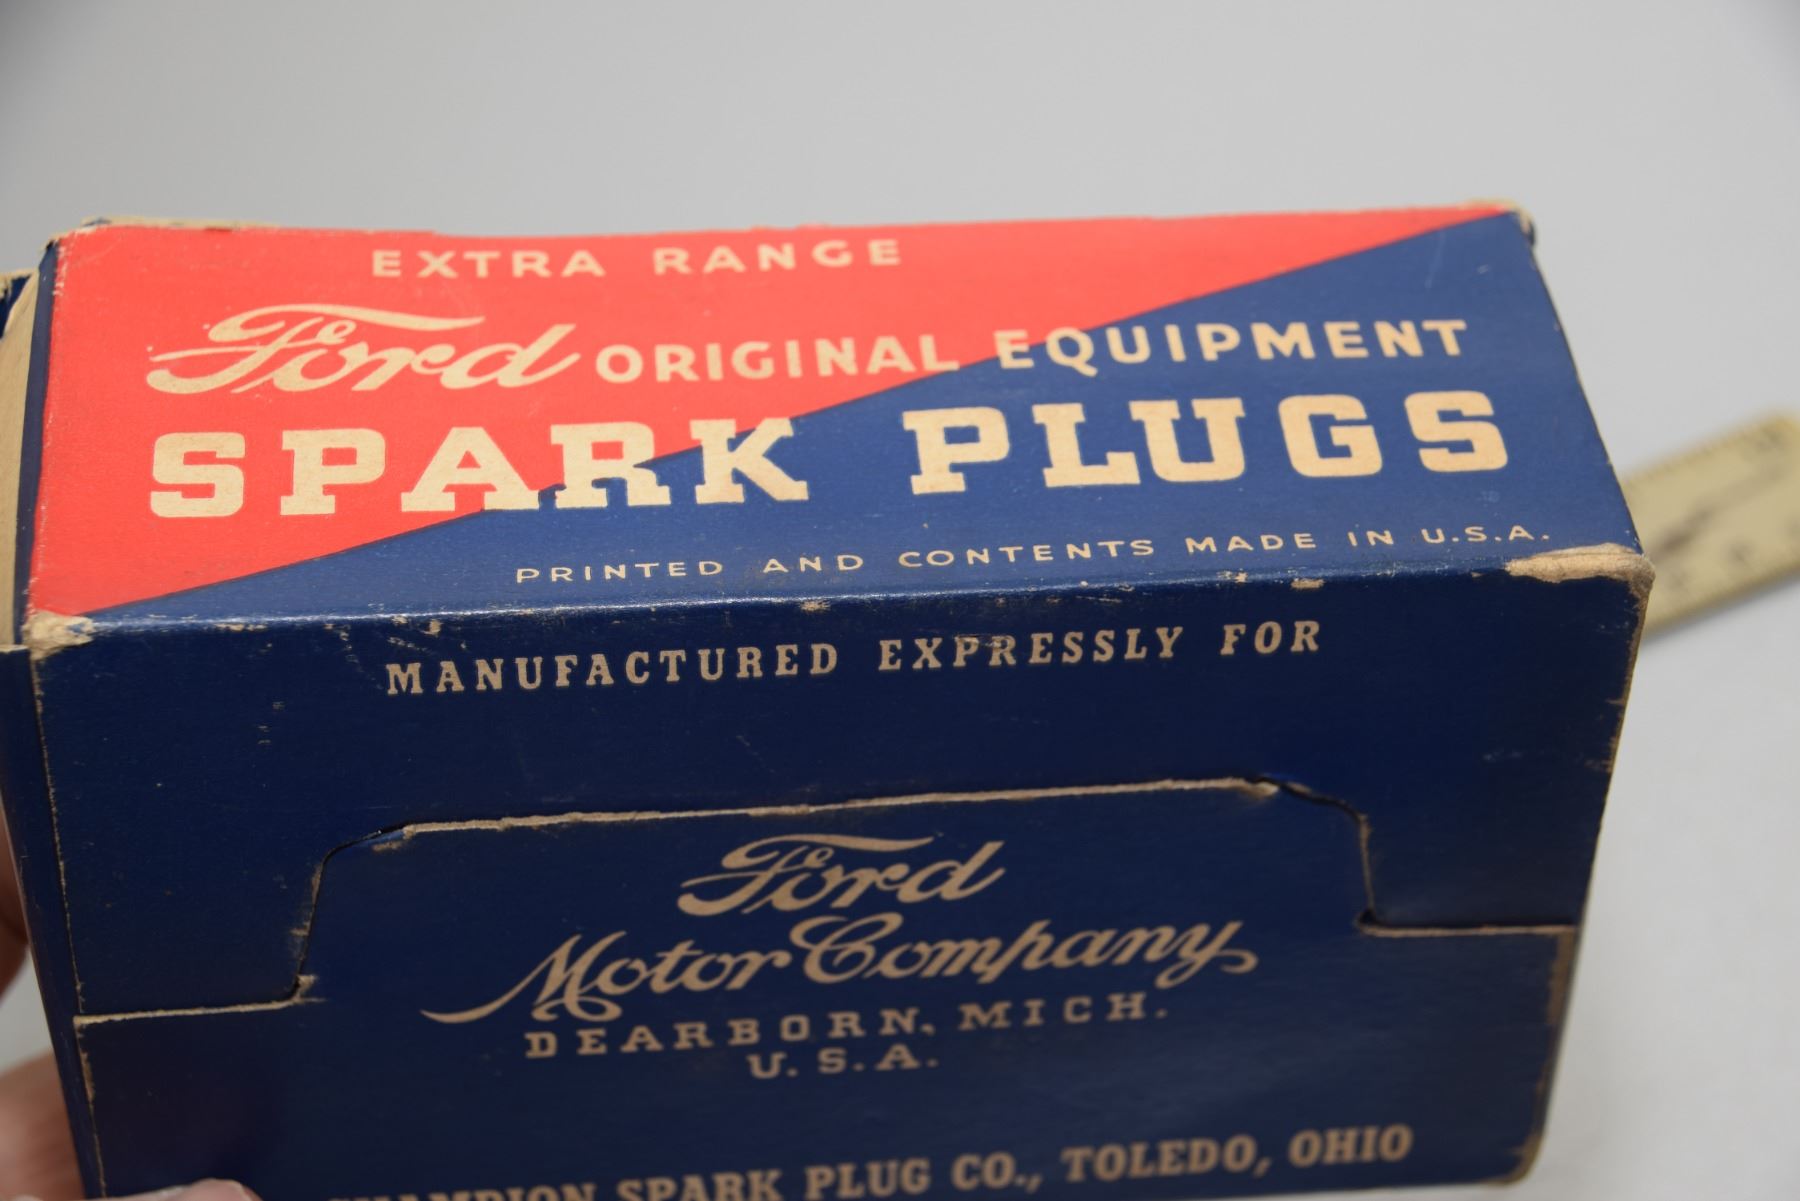 EXTRA RANGE
Ford ORIGINAL EQUIPMENT
SPARK PLUGS
PRINTED AND CONTENTS MADE IN U.S.A.
MANUFACTURED EXPRESSLY FOR
Ford
Motor Company
DEARBORN, MICH.
U.S.A.
CHAMPION SPARK PLUG CO., TOLEDO, OHIO